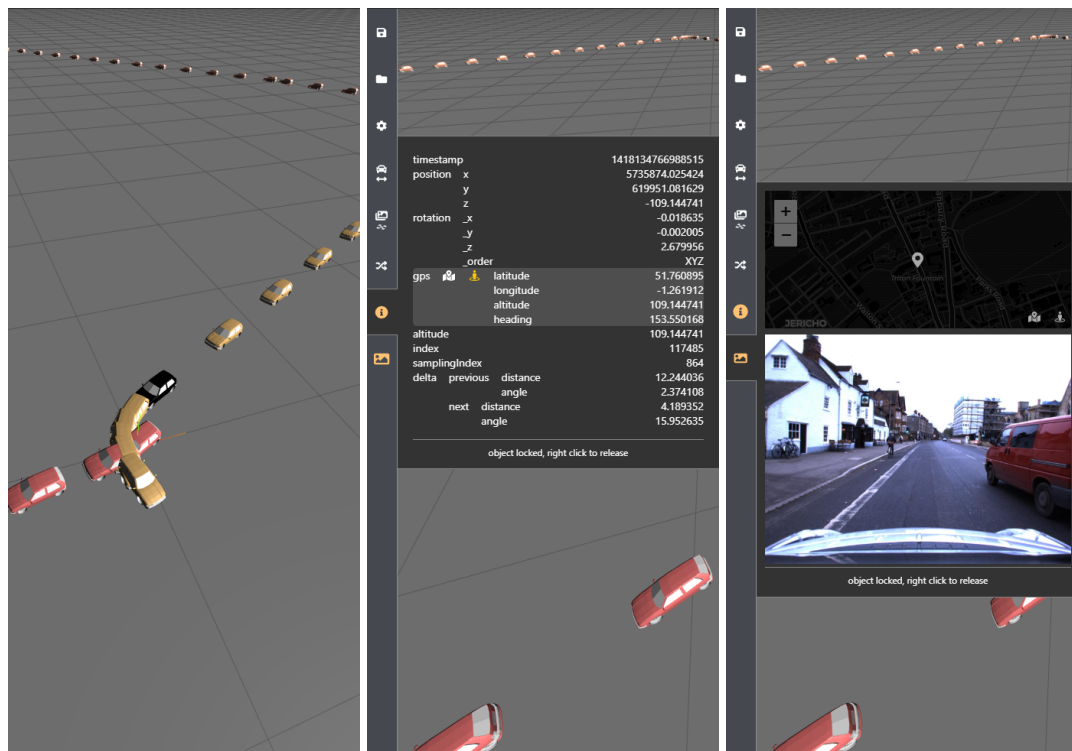 timestamp 1418134766988515
position x 5735874.025424
y 619951.081629
z -109.144741
rotation _x -0.018635
_y -0.002005
_z 2.679956
_order XYZ
gps latitude 51.760895
longitude -1.261912
altitude 109.144741
heading 153.550168
altitude 109.144741
index 117485
samplingIndex 864
delta previous distance 12.244036
angle 2.374108
next distance 4.189352
angle 15.952635
object locked, right click to release
+
−
JERICHO
object locked, right click to release